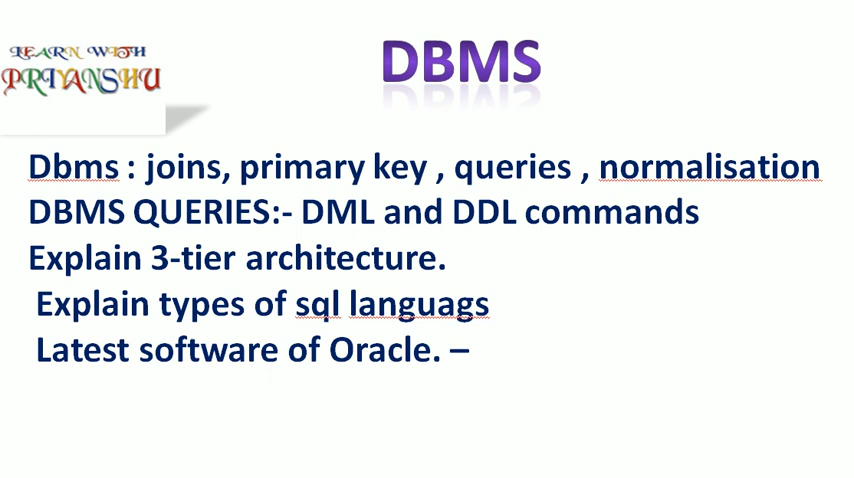 LEARN WITH
PRIYANSHU
DBMS
Dbms : joins, primary key , queries , normalisation
DBMS QUERIES:- DML and DDL commands
Explain 3-tier architecture.
Explain types of sql languags
Latest software of Oracle. –